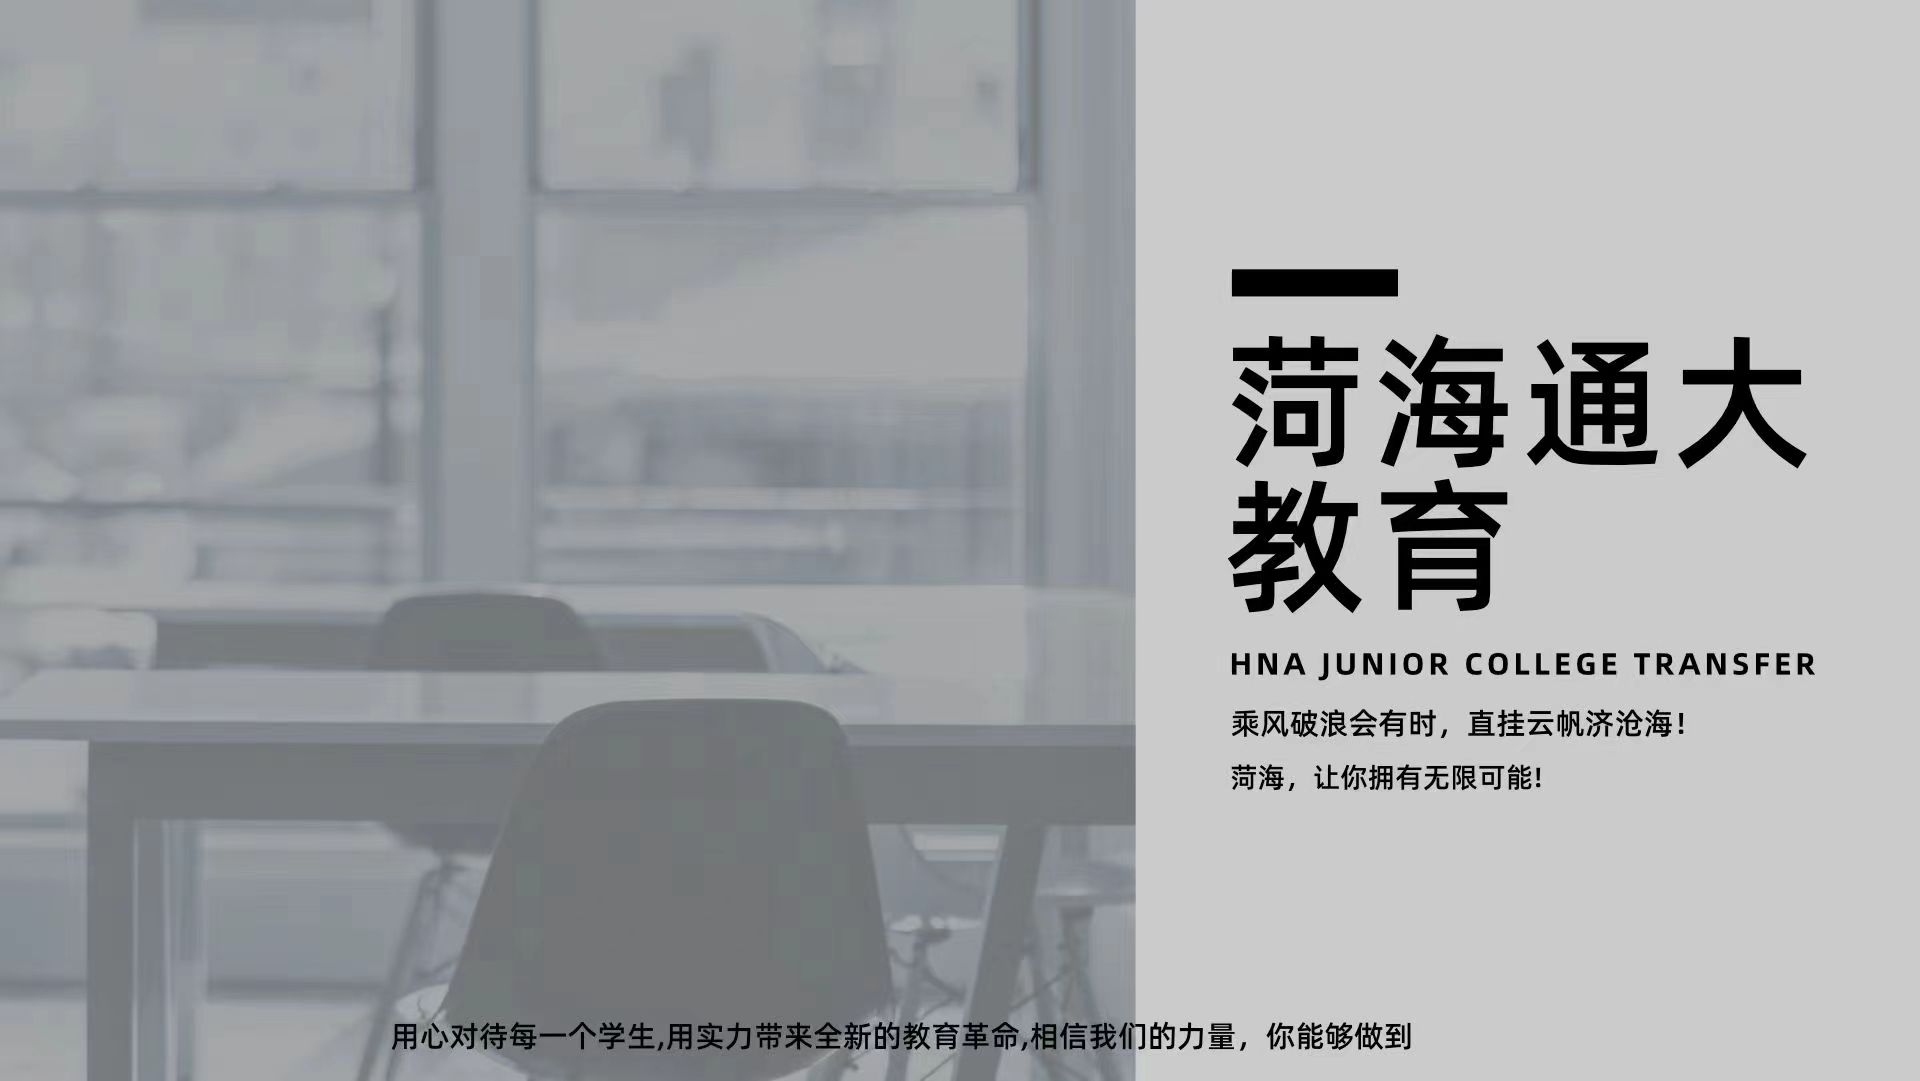 菏海通大
教育
HNA JUNIOR COLLEGE TRANSFER
乘风破浪会有时，直挂云帆济沧海！
菏海，让你拥有无限可能!
用心对待每一个学生,用实力带来全新的教育革命,相信我们的力量，你能够做到